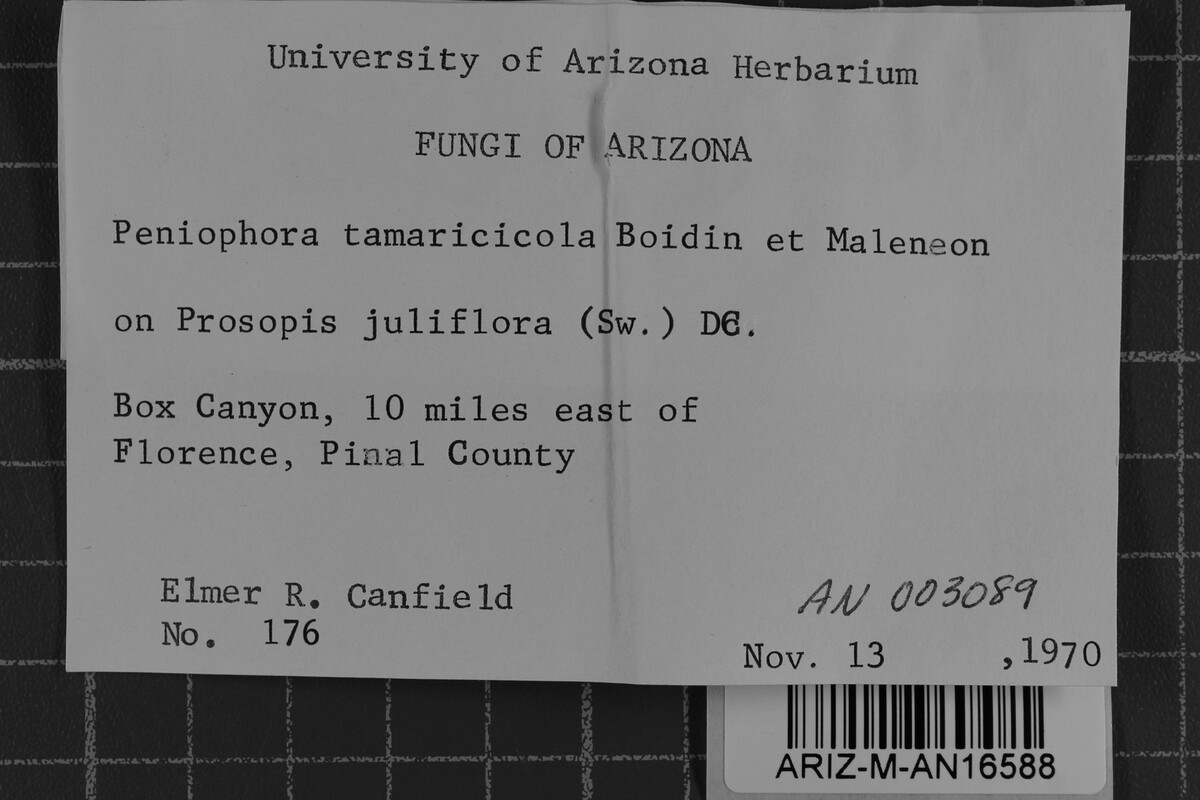 University of Arizona Herbarium
FUNGI OF ARIZONA
Peniophora tamaricicola Boidin et Maleneon
on Prosopis juliflora (Sw.) DC.
Box Canyon, 10 miles east of
Florence, Pinal County
Elmer R. Canfield
No. 176
AN 003089
Nov. 13 ,1970
ARIZ-M-AN16588